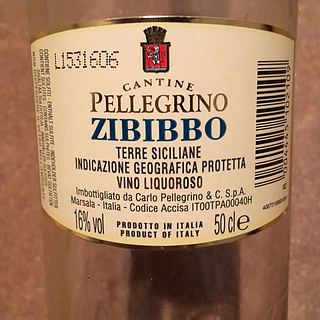 L1531606
CANTINE
PELLEGRINO
ZIBIBBO
TERRE SICILIANE
INDICAZIONE GEOGRAFICA PROTETTA
VINO LIQUOROSO
Imbottigliato da Carlo Pellegrino & C. S.p.A.
Marsala - Italia - Codice Accisa IT00TPA00040H
16% vol
PRODOTTO IN ITALIA
PRODUCT OF ITALY
50 cl e